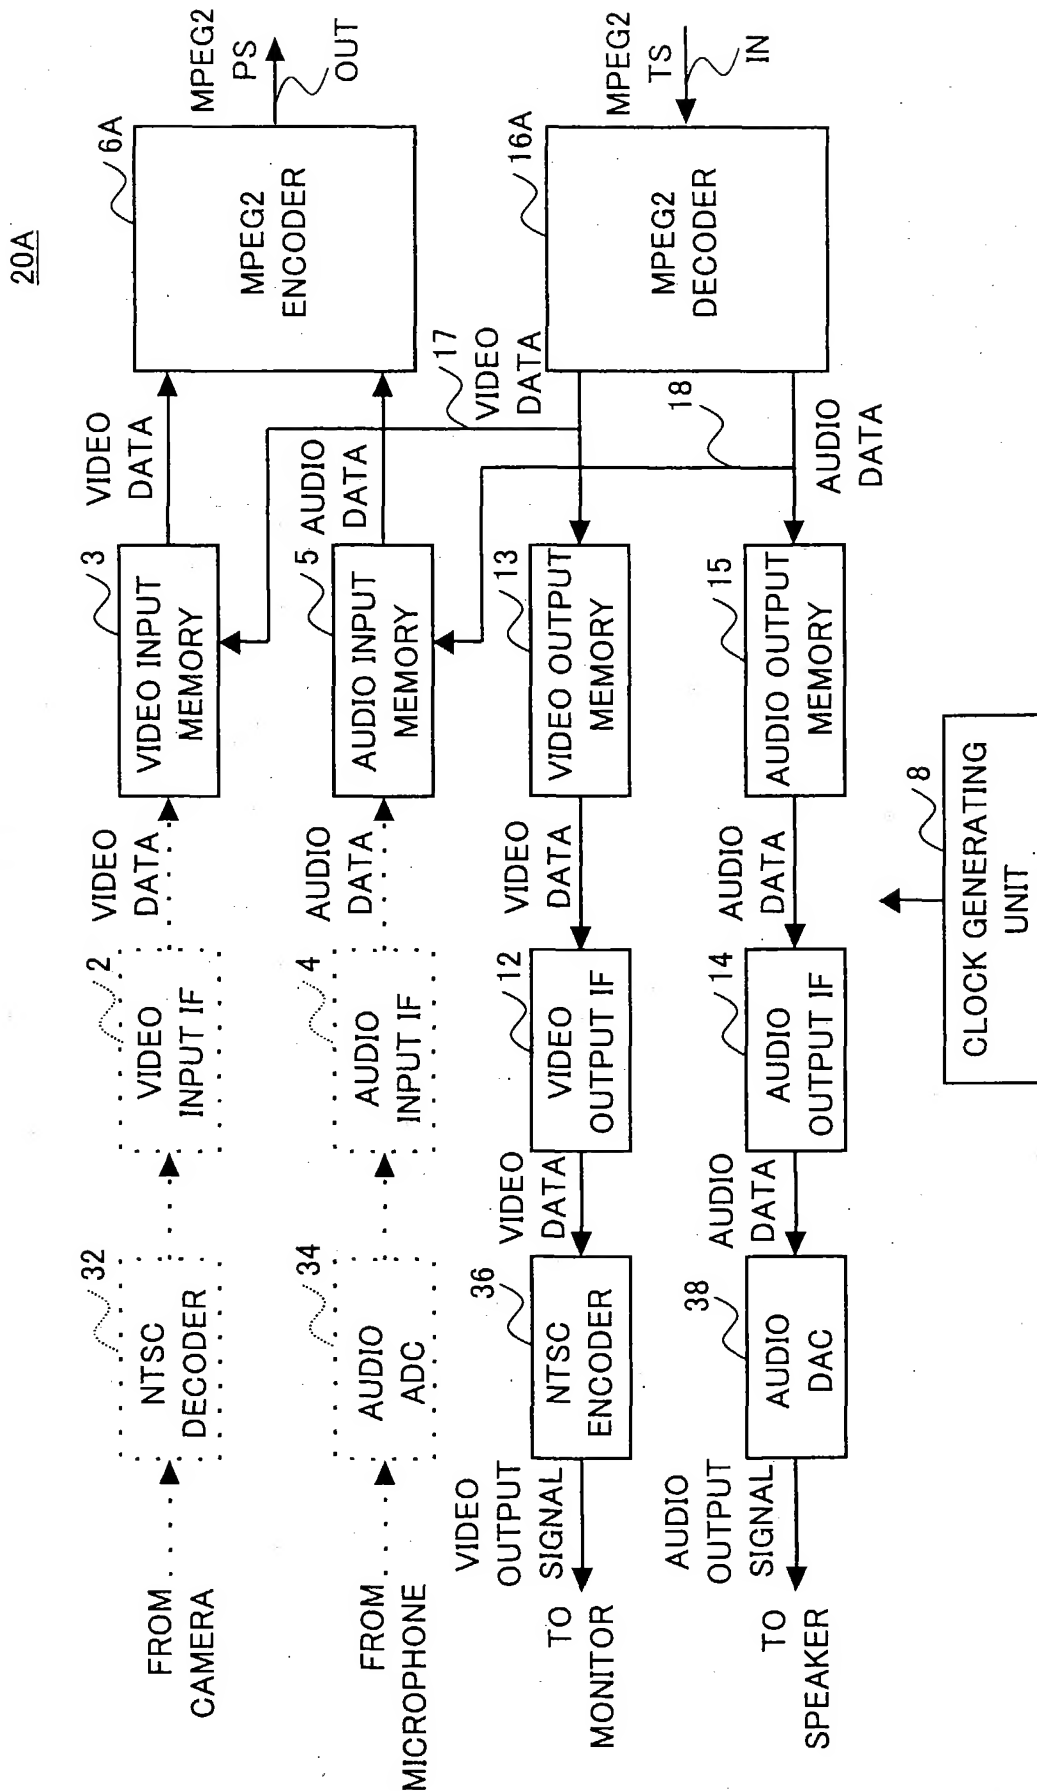 20A
FROM
CAMERA
32
NTSC
DECODER
2
VIDEO
INPUT IF
VIDEO
DATA
3
VIDEO INPUT
MEMORY
VIDEO
DATA
6A
MPEG2
ENCODER
MPEG2
PS
OUT
FROM
MICROPHONE
34
AUDIO
ADC
4
AUDIO
INPUT IF
AUDIO
DATA
5
AUDIO INPUT
MEMORY
AUDIO
DATA
17
TO
MONITOR
VIDEO
OUTPUT
SIGNAL
36
NTSC
ENCODER
VIDEO
DATA
12
VIDEO
OUTPUT IF
VIDEO
DATA
13
VIDEO OUTPUT
MEMORY
VIDEO
DATA
16A
MPEG2
DECODER
MPEG2
TS
IN
TO
SPEAKER
AUDIO
OUTPUT
SIGNAL
38
AUDIO
DAC
AUDIO
DATA
14
AUDIO
OUTPUT IF
AUDIO
DATA
15
AUDIO OUTPUT
MEMORY
18
AUDIO
DATA
8
CLOCK GENERATING
UNIT